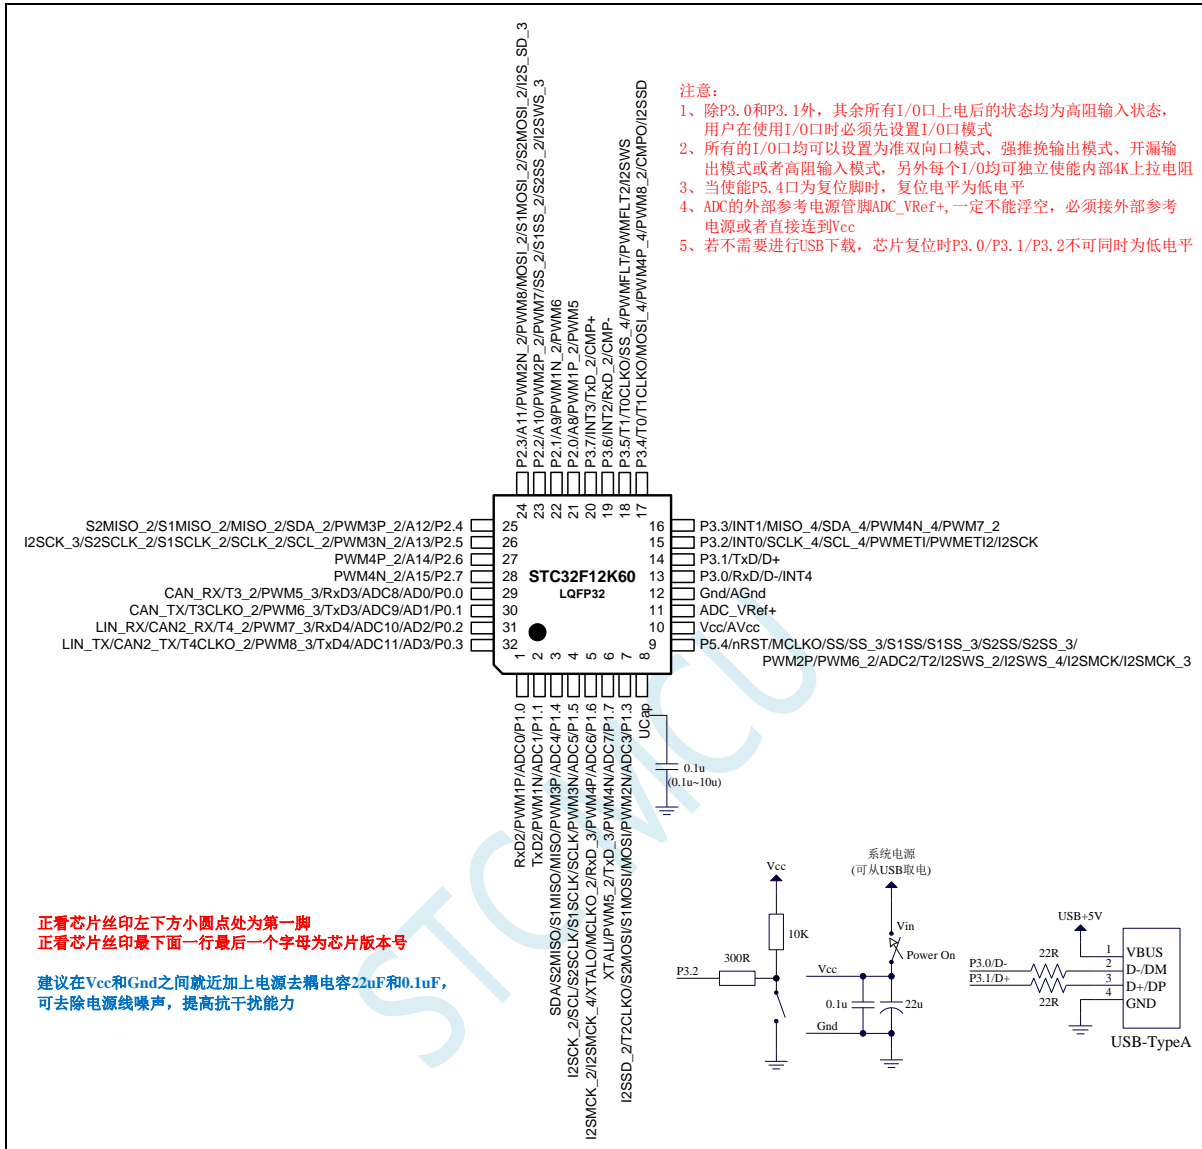 注意:
1、除P3.0和P3.1外，其余所有I/O口上电后的状态均为高阻输入状态，
用户在使用I/O口时必须先设置I/O口模式
2、所有的I/O口均可以设置为准双向口模式、强推挽输出模式、开漏输
出模式或者高阻输入模式，另外每个I/O均可独立使能内部4K上拉电阻
3、当使能P5.4口为复位脚时，复位电平为低电平
4、ADC的外部参考电源管脚ADC_VRef+,一定不能浮空，必须接外部参考
电源或者直接连到Vcc
5、若不需要进行USB下载，芯片复位时P3.0/P3.1/P3.2不可同时为低电平
P2.3/A11/PWM2N_2/PWM8/MOSI_2/S1MOSI_2/S2MOSI_2/I2S_SD_3
P2.2/A10/PWM2P_2/PWM7/SS_2/S1SS_2/S2SS_2/I2SWS_3
P2.1/A9/PWM1N_2/PWM6
P2.0/A8/PWM1P_2/PWM5
P3.7/INT3/TxD_2/CMP+
P3.6/INT2/RxD_2/CMP-
P3.5/T1/T0CLKO/SS_4/PWMFLT/PWMFLT2/I2SWS
P3.4/T0/T1CLKO/MOSI_4/PWM4P_4/PWM8_2/CMPO/I2SSD
24
23
22
21
20
19
18
17
S2MISO_2/S1MISO_2/MISO_2/SDA_2/PWM3P_2/A12/P2.4
25
I2SCK_3/S2SCLK_2/S1SCLK_2/SCLK_2/SCL_2/PWM3N_2/A13/P2.5
26
PWM4P_2/A14/P2.6
27
PWM4N_2/A15/P2.7
28
CAN_RX/T3_2/PWM5_3/RxD3/ADC8/AD0/P0.0
29
CAN_TX/T3CLKO_2/PWM6_3/TxD3/ADC9/AD1/P0.1
30
LIN_RX/CAN2_RX/T4_2/PWM7_3/RxD4/ADC10/AD2/P0.2
31
LIN_TX/CAN2_TX/T4CLKO_2/PWM8_3/TxD4/ADC11/AD3/P0.3
32
STC32F12K60
LQFP32
16
P3.3/INT1/MISO_4/SDA_4/PWM4N_4/PWM7_2
15
P3.2/INT0/SCLK_4/SCL_4/PWMETI/PWMETI2/I2SCK
14
P3.1/TxD/D+
13
P3.0/RxD/D-/INT4
12
Gnd/AGnd
11
ADC_VRef+
10
Vcc/AVcc
9
P5.4/nRST/MCLKO/SS/SS_3/S1SS/S1SS_3/S2SS/S2SS_3/
PWM2P/PWM6_2/ADC2/T2/I2SWS_2/I2SWS_4/I2SMCK/I2SMCK_3
1
2
3
4
5
6
7
8
RxD2/PWM1P/ADC0/P1.0
TxD2/PWM1N/ADC1/P1.1
SDA/S2MISO/S1MISO/MISO/PWM3P/ADC4/P1.4
I2SCK_2/SCL/S2SCLK/S1SCLK/SCLK/PWM3N/ADC5/P1.5
I2SMCK_2/I2SMCK_4/XTALO/MCLKO_2/RxD_3/PWM4P/ADC6/P1.6
XTALI/PWM5_2/TxD_3/PWM4N/ADC7/P1.7
I2SSD_2/T2CLKO/S2MOSI/S1MOSI/MOSI/PWM2N/ADC3/P1.3
UCap
0.1u
(0.1u~10u)
STCMCU
正看芯片丝印左下方小圆点处为第一脚
正看芯片丝印最下面一行最后一个字母为芯片版本号
建议在Vcc和Gnd之间就近加上电源去耦电容22uF和0.1uF，
可去除电源线噪声，提高抗干扰能力
Vcc
10K
300R
P3.2
系统电源
(可从USB取电)
Vin
Power On
Vcc
0.1u
22u
Gnd
USB+5V
P3.0/D-
22R
P3.1/D+
22R
1
VBUS
2
D-/DM
3
D+/DP
4
GND
USB-TypeA